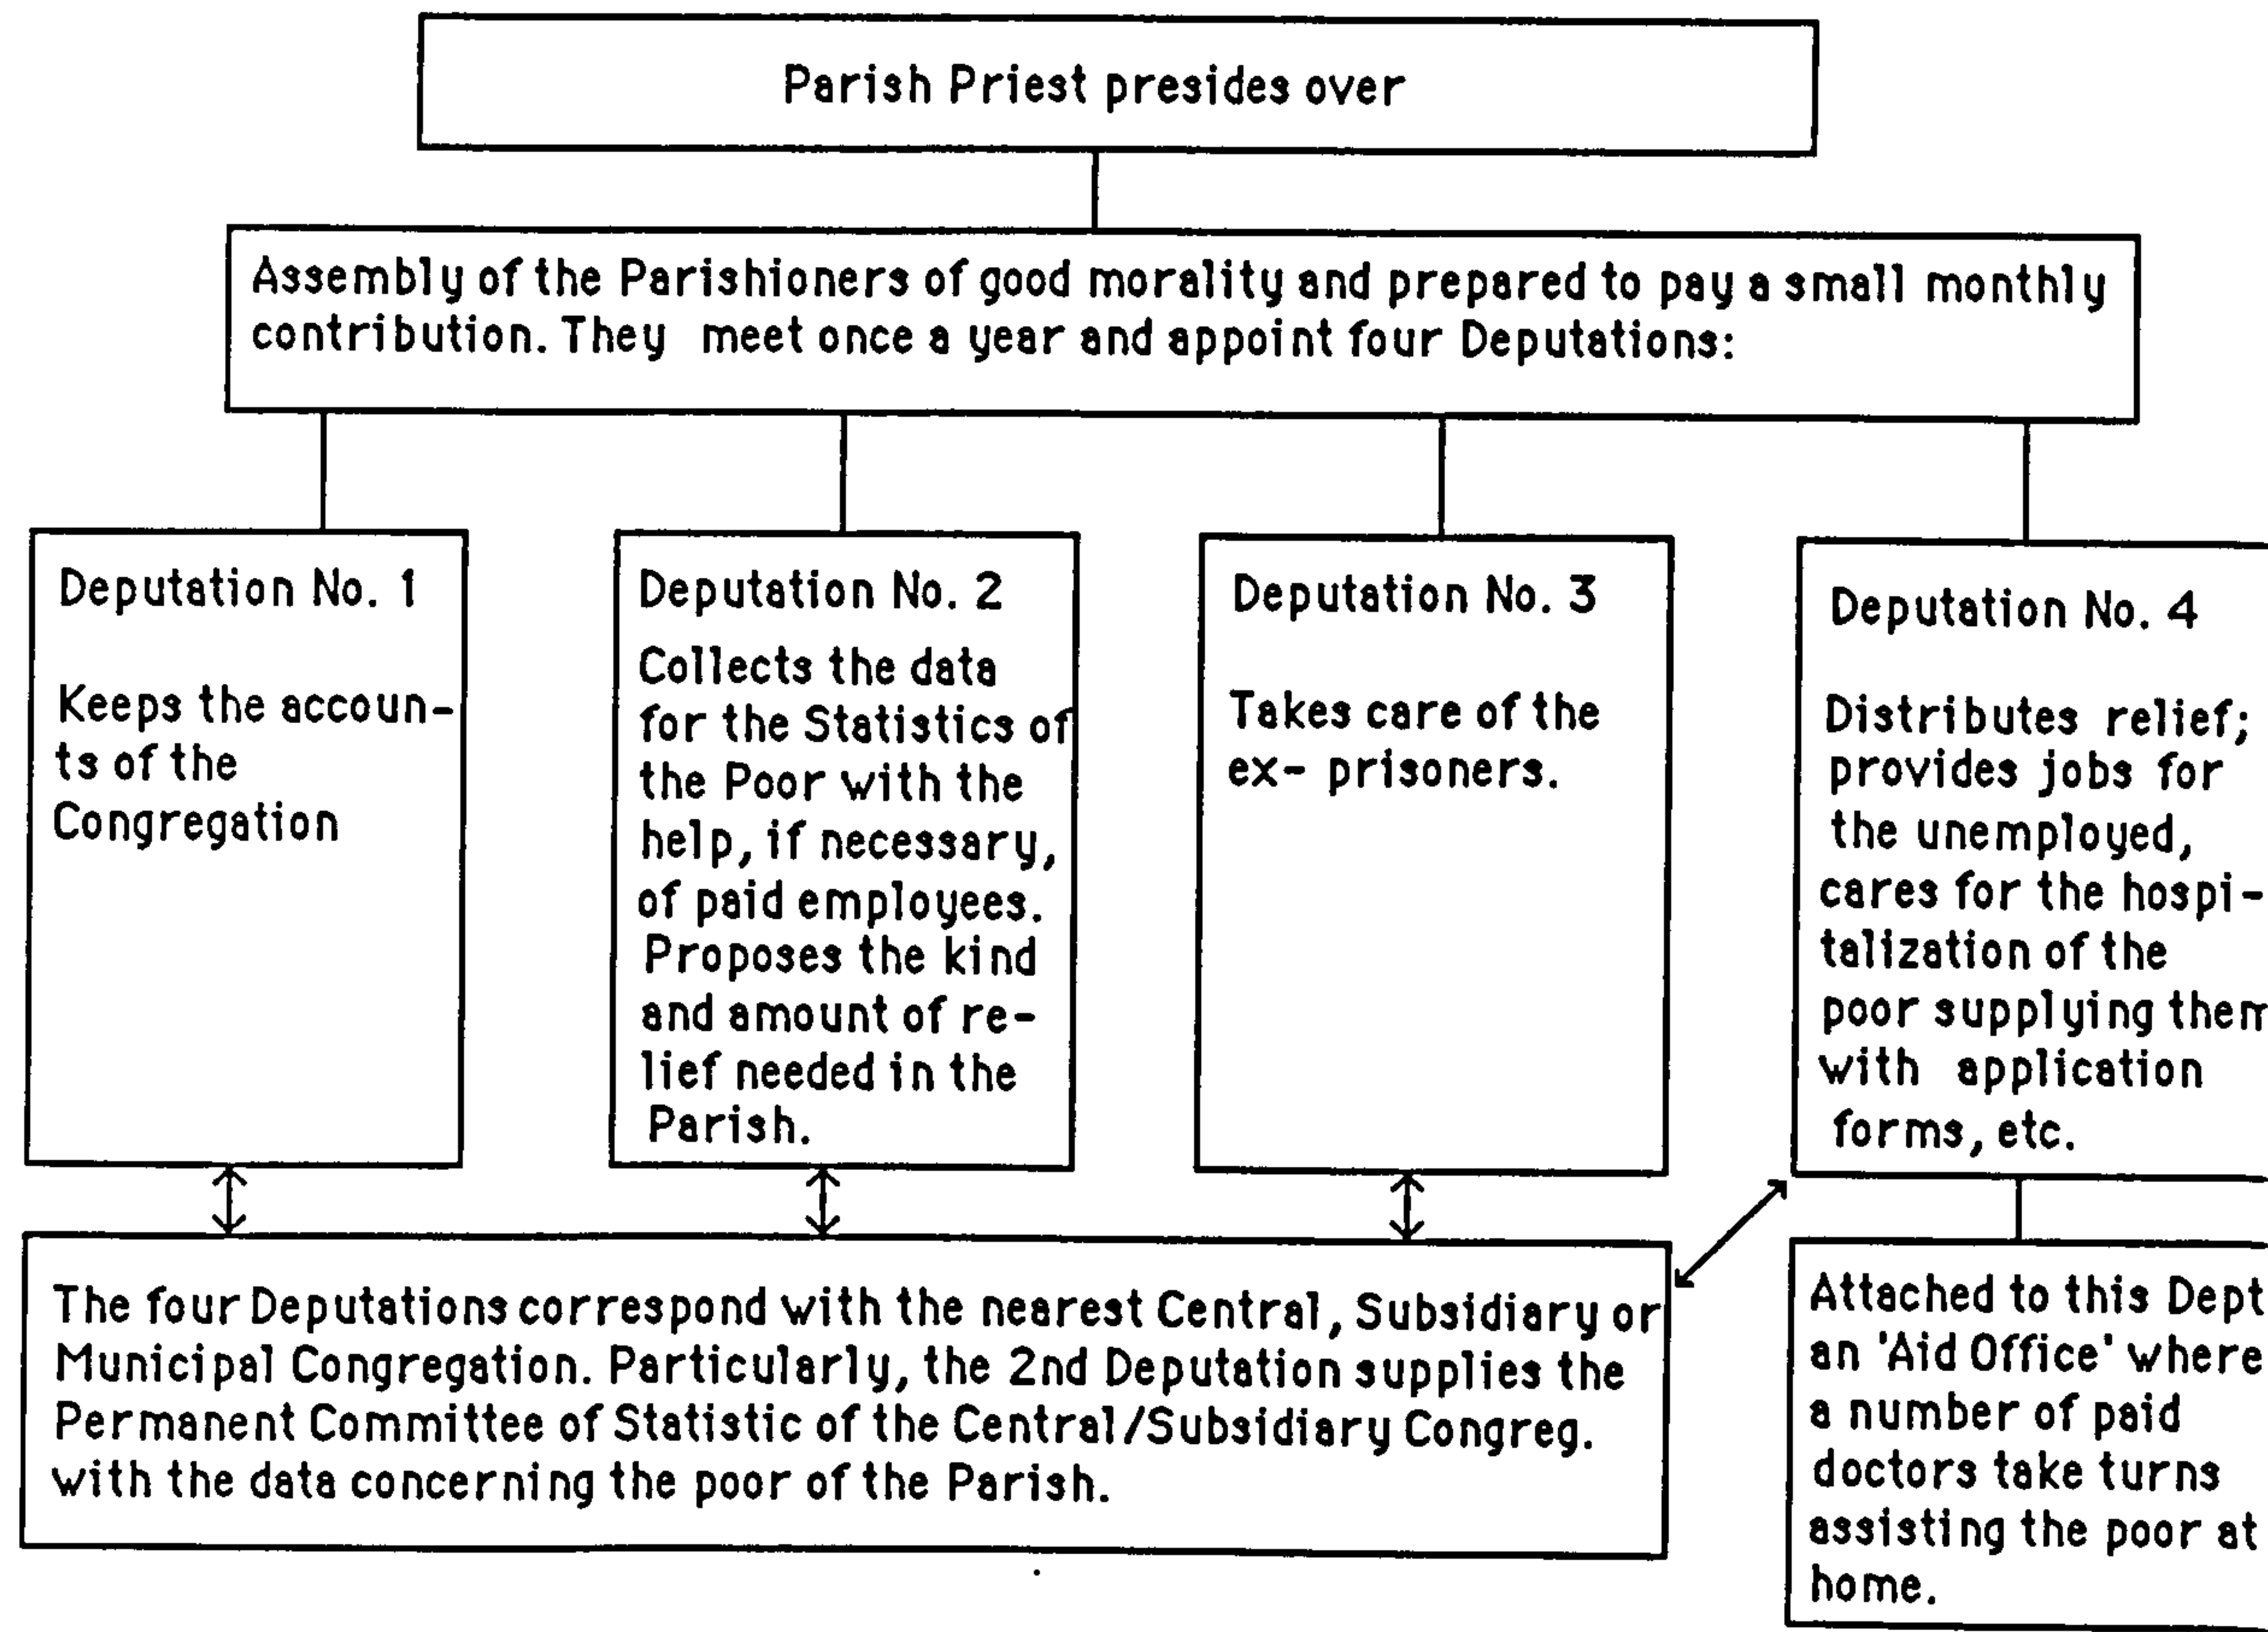 Parish Priest presides over
Assembly of the Parishioners of good morality and prepared to pay a small monthly
contribution. They meet once a year and appoint four Deputations:
Deputation No. 1
Keeps the accoun-
ts of the
Congregation
Deputation No. 2
Collects the data
for the Statistics of
the Poor with the
help, if necessary,
of paid employees.
Proposes the kind
and amount of re-
lief needed in the
Parish.
Deputation No. 3
Takes care of the
ex- prisoners.
Deputation No. 4
Distributes relief;
provides jobs for
the unemployed,
cares for the hospi-
talization of the
poor supplying them
with application
forms, etc.
The four Deputations correspond with the nearest Central, Subsidiary or
Municipal Congregation. Particularly, the 2nd Deputation supplies the
Permanent Committee of Statistic of the Central/Subsidiary Congreg.
with the data concerning the poor of the Parish.
Attached to this Dept
an 'Aid Office' where
a number of paid
doctors take turns
assisting the poor at
home.